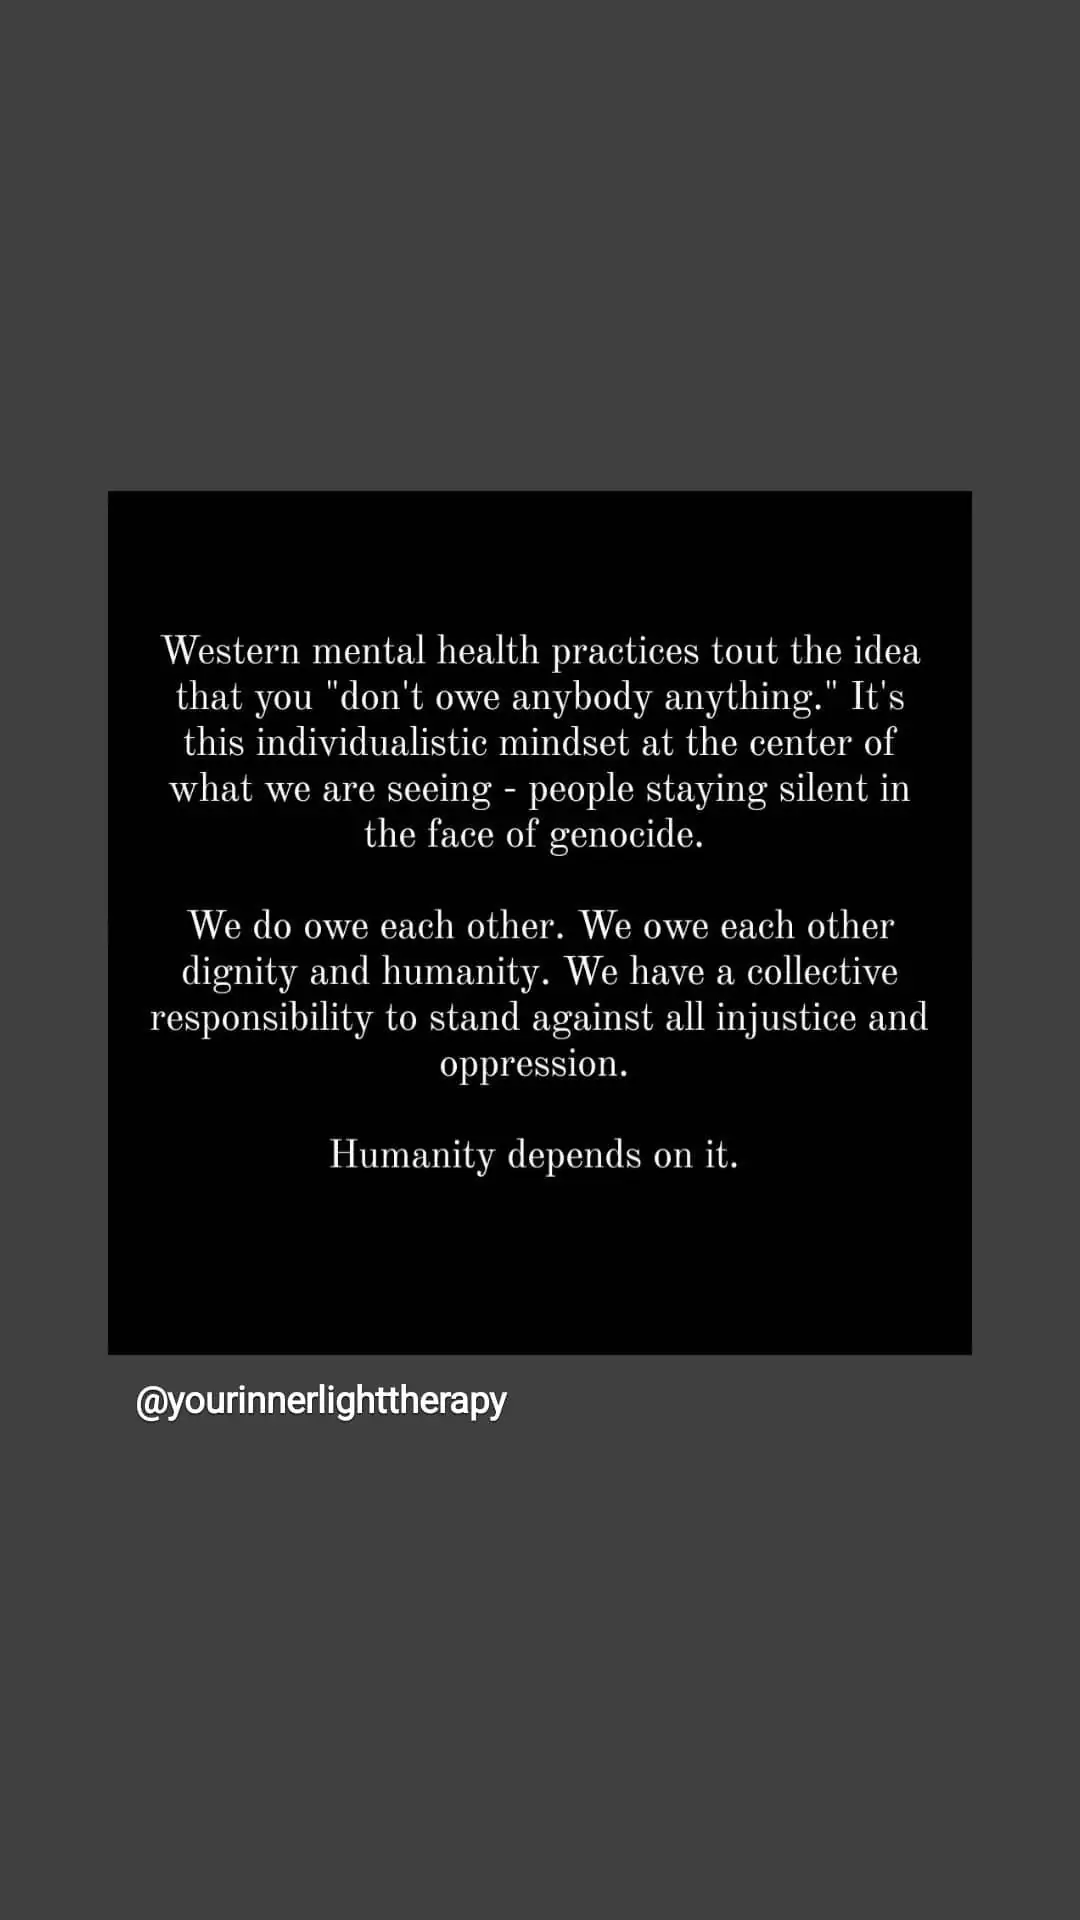 Western mental health practices tout the idea
that you "don't owe anybody anything." It's
this individualistic mindset at the center of
what we are seeing - people staying silent in
the face of genocide.
We do owe each other. We owe each other
dignity and humanity. We have a collective
responsibility to stand against all injustice and
oppression.
Humanity depends on it.
@yourinnerlighttherapy